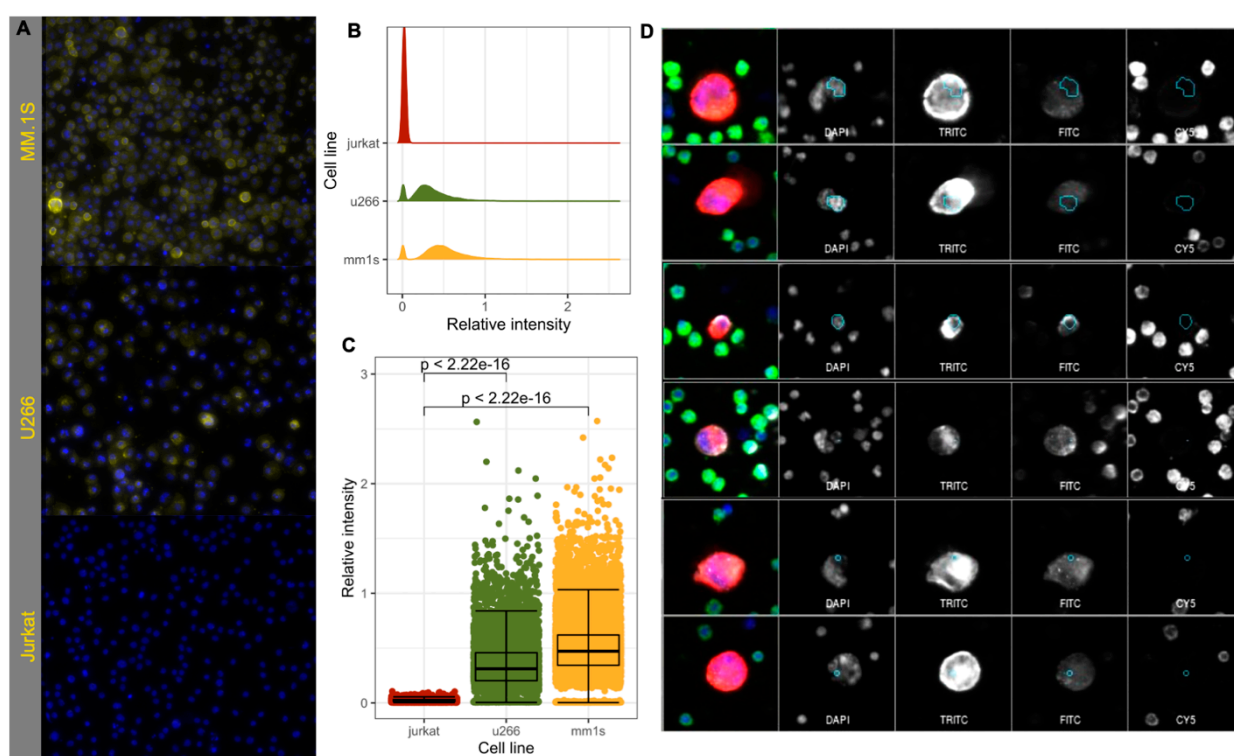 A
MM.1S
U266
Jurkat
B
Cell line
jurkat
u266
mm1s
0
1
2
Relative intensity
C
Relative intensity
3
2
1
0
p < 2.22e-16
p < 2.22e-16
jurkat
u266
mm1s
Cell line
D
DAPI
TRITC
FITC
CY5
DAPI
TRITC
FITC
CY5
DAPI
TRITC
FITC
CY5
DAPI
TRITC
FITC
CY5
DAPI
TRITC
FITC
CY5
DAPI
TRITC
FITC
CY5